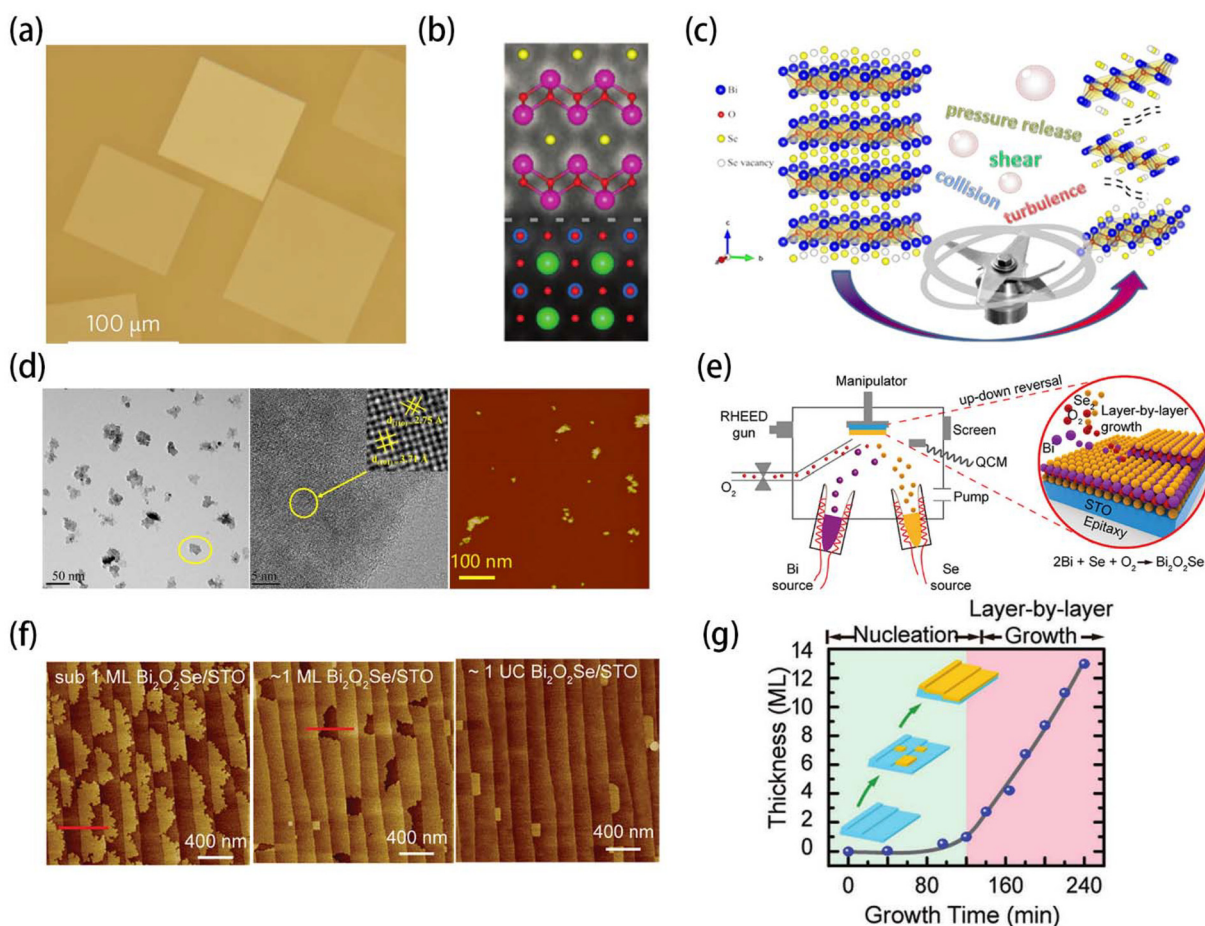 (a)
100 μm
(b)
(c)
Bi
O
Se
Se vacancy
pressure release
shear
collision
turbulence
c
b
(d)
50 nm
5 nm
100 nm
(e)
Manipulator
up-down reversal
RHEED
gun
Screen
QCM
O₂
Pump
Bi
source
Se
source
Se₂
O₂
Layer-by-layer
growth
Bi
STO
Epitaxy
2Bi + Se + O₂ → Bi₂O₂Se
(f)
sub 1 ML Bi₂O₂Se/STO
~1 ML Bi₂O₂Se/STO
~ 1 UC Bi₂O₂Se/STO
400 nm
400 nm
400 nm
(g)
Layer-by-layer
Nucleation
Growth
Thickness (ML)
14
12
10
8
6
4
2
0
0
80
160
240
Growth Time (min)